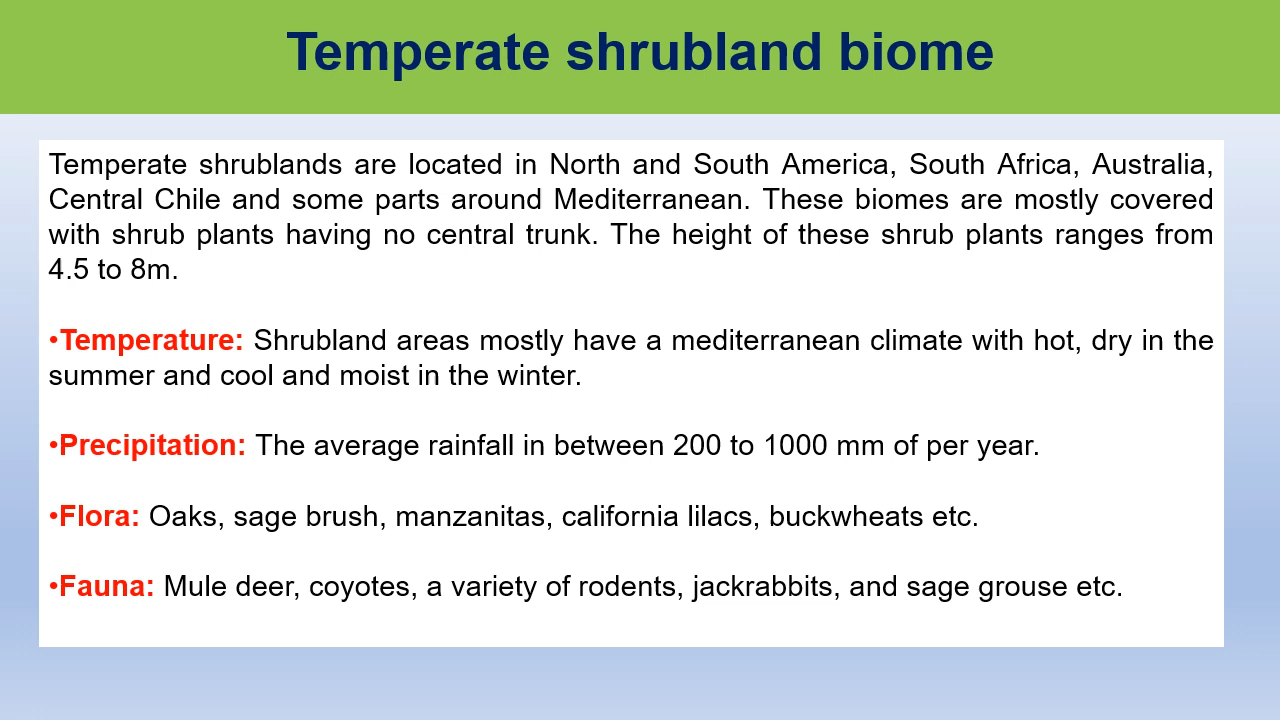 Temperate shrubland biome
Temperate shrublands are located in North and South America, South Africa, Australia,
Central Chile and some parts around Mediterranean. These biomes are mostly covered
with shrub plants having no central trunk. The height of these shrub plants ranges from
4.5 to 8m.
•Temperature: Shrubland areas mostly have a mediterranean climate with hot, dry in the
summer and cool and moist in the winter.
•Precipitation: The average rainfall in between 200 to 1000 mm of per year.
•Flora: Oaks, sage brush, manzanitas, california lilacs, buckwheats etc.
•Fauna: Mule deer, coyotes, a variety of rodents, jackrabbits, and sage grouse etc.